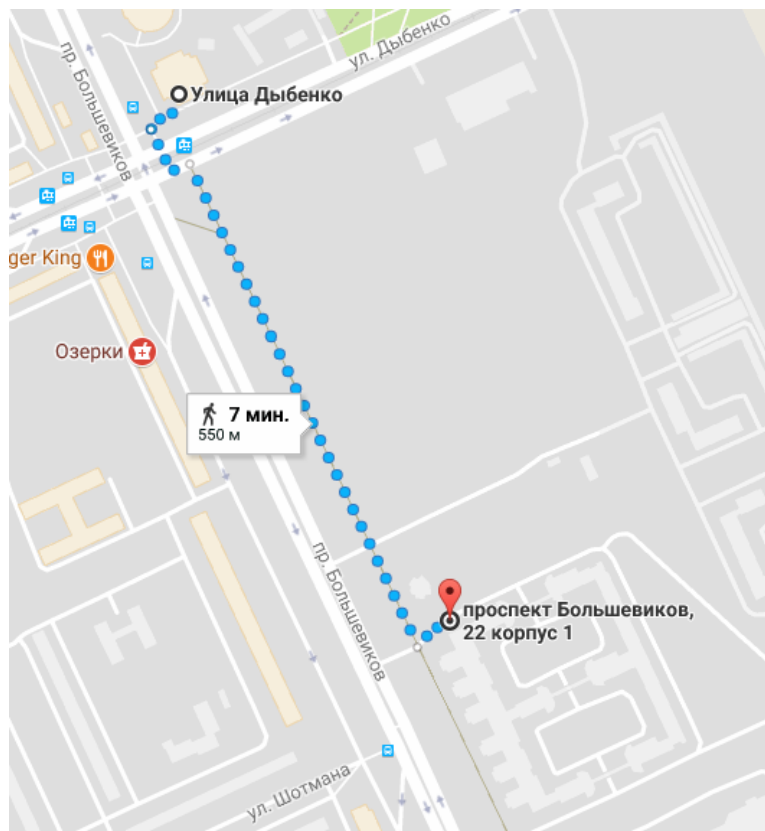 пр. Большевиков
ул. Дыбенко
Улица Дыбенко
ger King
Озерки
7 мин.
550 м
пр. Большевиков
проспект Большевиков,
22 корпус 1
ул. Шотмана